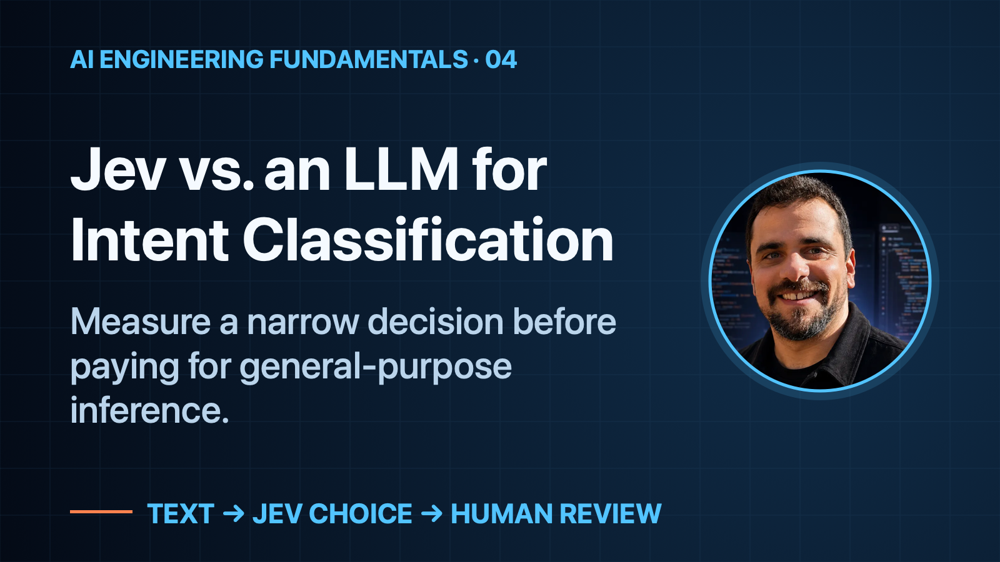 AI ENGINEERING FUNDAMENTALS · 04
Jev vs. an LLM for
Intent Classification
Measure a narrow decision before
paying for general-purpose
inference.
TEXT → JEV CHOICE → HUMAN REVIEW